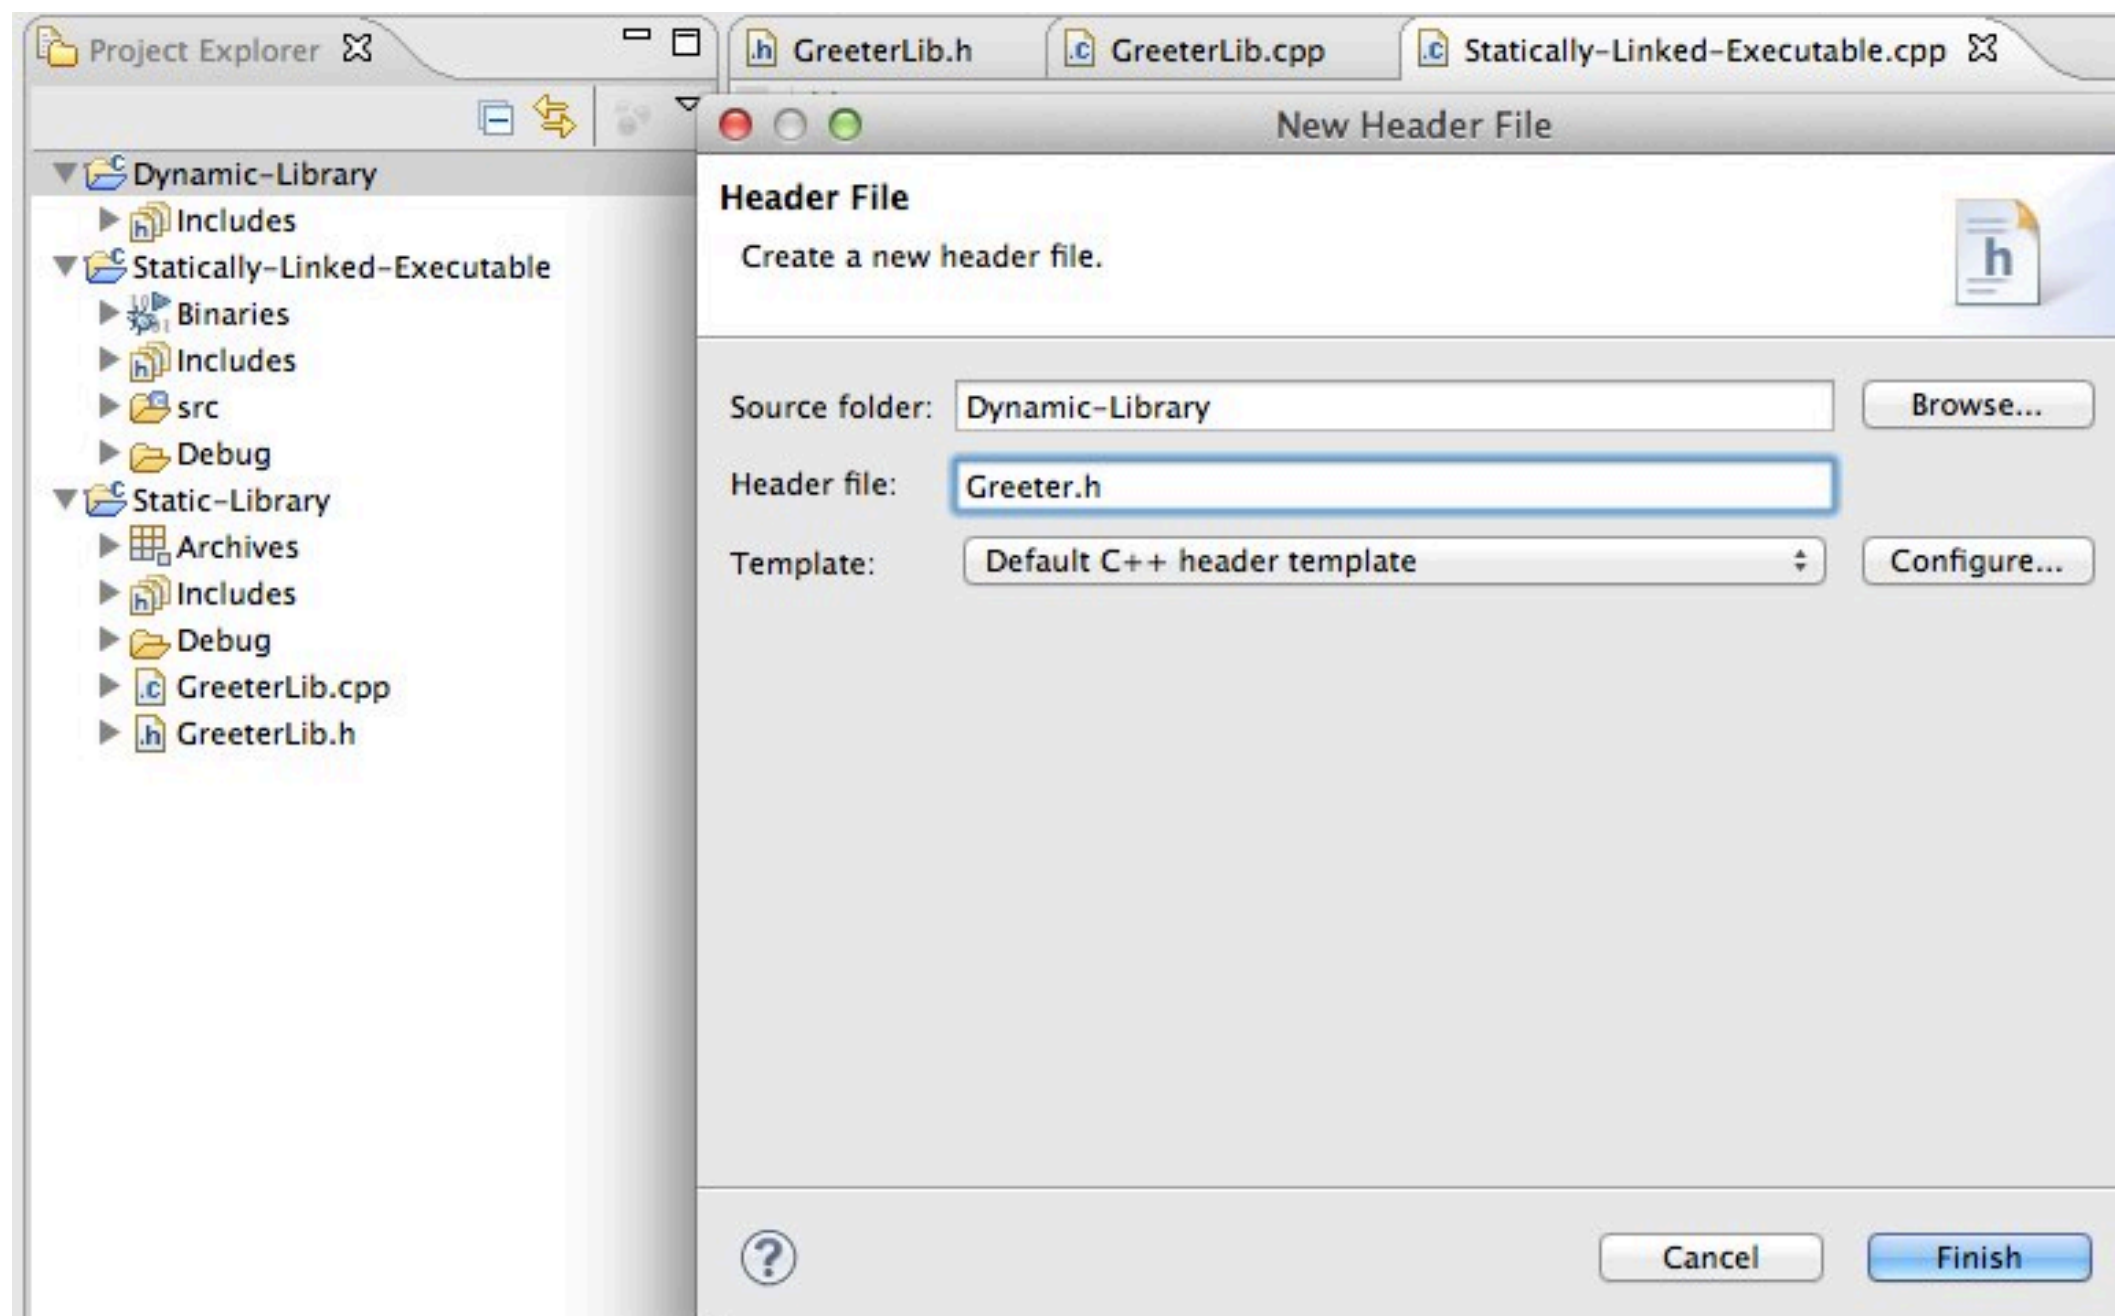 Project Explorer
GreeterLib.h
GreeterLib.cpp
Statically-Linked-Executable.cpp
Dynamic-Library
Includes
Statically-Linked-Executable
Binaries
Includes
src
Debug
Static-Library
Archives
Includes
Debug
GreeterLib.cpp
GreeterLib.h
New Header File
Header File
Create a new header file.
Source folder: Dynamic-Library Browse...
Header file: Greeter.h
Template: Default C++ header template Configure...
? Cancel Finish